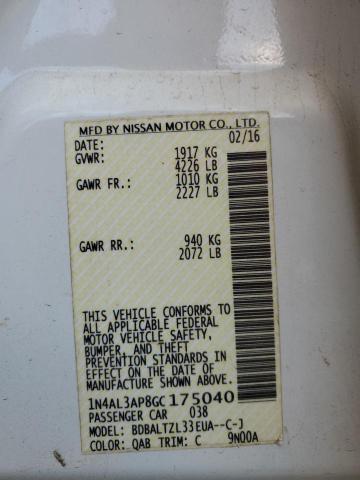 MFD BY NISSAN MOTOR CO., LTD.
DATE: 02/16
GVWR: 1917 KG
4226 LB
GAWR FR.: 1010 KG
2227 LB
GAWR RR.: 940 KG
2072 LB
THIS VEHICLE CONFORMS TO
ALL APPLICABLE FEDERAL
MOTOR VEHICLE SAFETY,
BUMPER, AND THEFT
PREVENTION STANDARDS IN
EFFECT ON THE DATE OF
MANUFACTURE SHOWN ABOVE.
1N4AL3AP8GC175040
PASSENGER CAR 038
MODEL: BDBALTZL33EUA--C-J
COLOR: QAB TRIM: C 9N00A